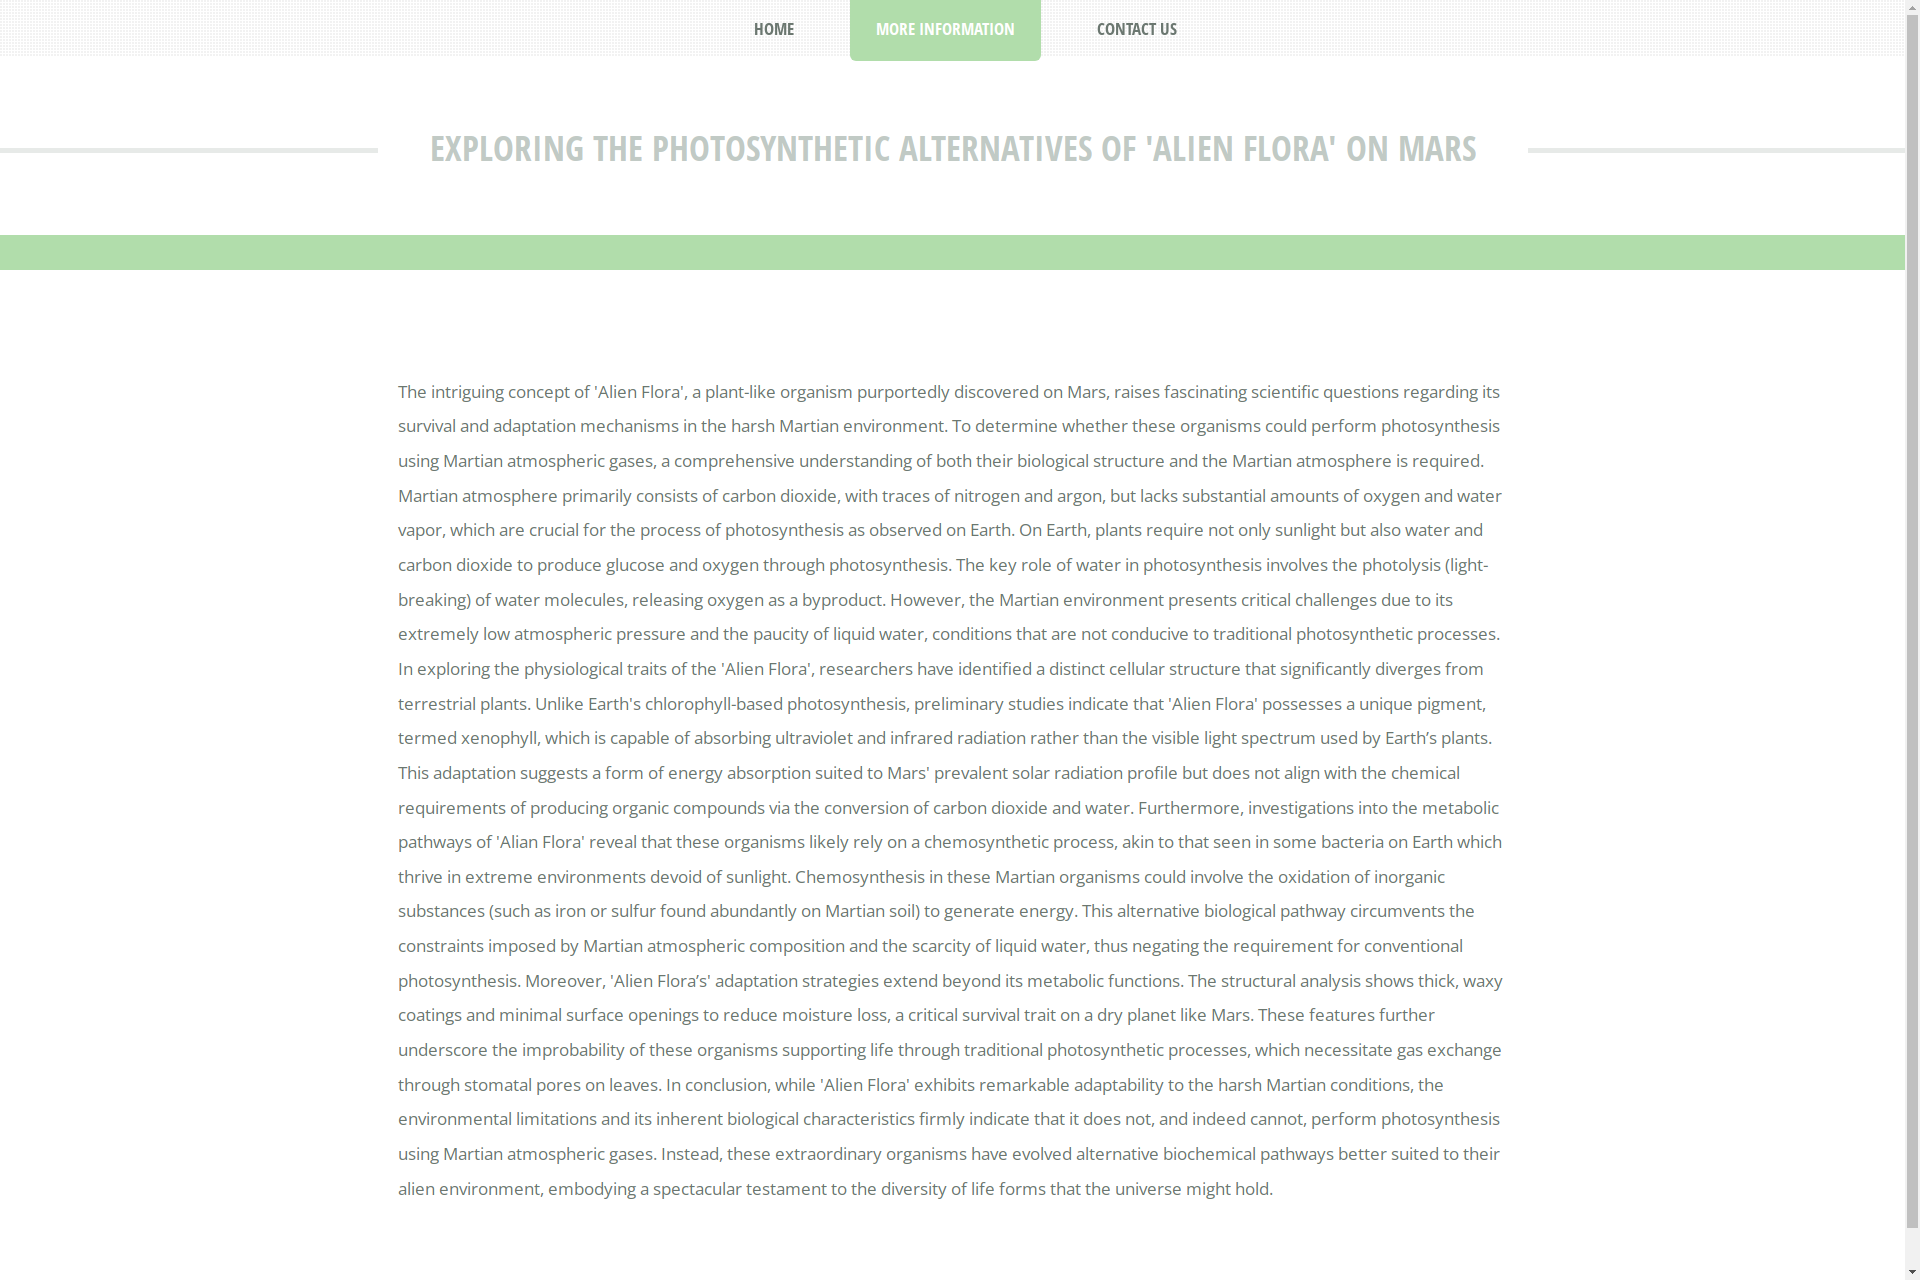 HOME
MORE INFORMATION
CONTACT US
EXPLORING THE PHOTOSYNTHETIC ALTERNATIVES OF 'ALIEN FLORA' ON MARS
The intriguing concept of 'Alien Flora', a plant-like organism purportedly discovered on Mars, raises fascinating scientific questions regarding its
survival and adaptation mechanisms in the harsh Martian environment. To determine whether these organisms could perform photosynthesis
using Martian atmospheric gases, a comprehensive understanding of both their biological structure and the Martian atmosphere is required.
Martian atmosphere primarily consists of carbon dioxide, with traces of nitrogen and argon, but lacks substantial amounts of oxygen and water
vapor, which are crucial for the process of photosynthesis as observed on Earth. On Earth, plants require not only sunlight but also water and
carbon dioxide to produce glucose and oxygen through photosynthesis. The key role of water in photosynthesis involves the photolysis (light-
breaking) of water molecules, releasing oxygen as a byproduct. However, the Martian environment presents critical challenges due to its
extremely low atmospheric pressure and the paucity of liquid water, conditions that are not conducive to traditional photosynthetic processes.
In exploring the physiological traits of the 'Alien Flora', researchers have identified a distinct cellular structure that significantly diverges from
terrestrial plants. Unlike Earth's chlorophyll-based photosynthesis, preliminary studies indicate that 'Alien Flora' possesses a unique pigment,
termed xenophyll, which is capable of absorbing ultraviolet and infrared radiation rather than the visible light spectrum used by Earth’s plants.
This adaptation suggests a form of energy absorption suited to Mars' prevalent solar radiation profile but does not align with the chemical
requirements of producing organic compounds via the conversion of carbon dioxide and water. Furthermore, investigations into the metabolic
pathways of 'Alian Flora' reveal that these organisms likely rely on a chemosynthetic process, akin to that seen in some bacteria on Earth which
thrive in extreme environments devoid of sunlight. Chemosynthesis in these Martian organisms could involve the oxidation of inorganic
substances (such as iron or sulfur found abundantly on Martian soil) to generate energy. This alternative biological pathway circumvents the
constraints imposed by Martian atmospheric composition and the scarcity of liquid water, thus negating the requirement for conventional
photosynthesis. Moreover, 'Alien Flora’s' adaptation strategies extend beyond its metabolic functions. The structural analysis shows thick, waxy
coatings and minimal surface openings to reduce moisture loss, a critical survival trait on a dry planet like Mars. These features further
underscore the improbability of these organisms supporting life through traditional photosynthetic processes, which necessitate gas exchange
through stomatal pores on leaves. In conclusion, while 'Alien Flora' exhibits remarkable adaptability to the harsh Martian conditions, the
environmental limitations and its inherent biological characteristics firmly indicate that it does not, and indeed cannot, perform photosynthesis
using Martian atmospheric gases. Instead, these extraordinary organisms have evolved alternative biochemical pathways better suited to their
alien environment, embodying a spectacular testament to the diversity of life forms that the universe might hold.